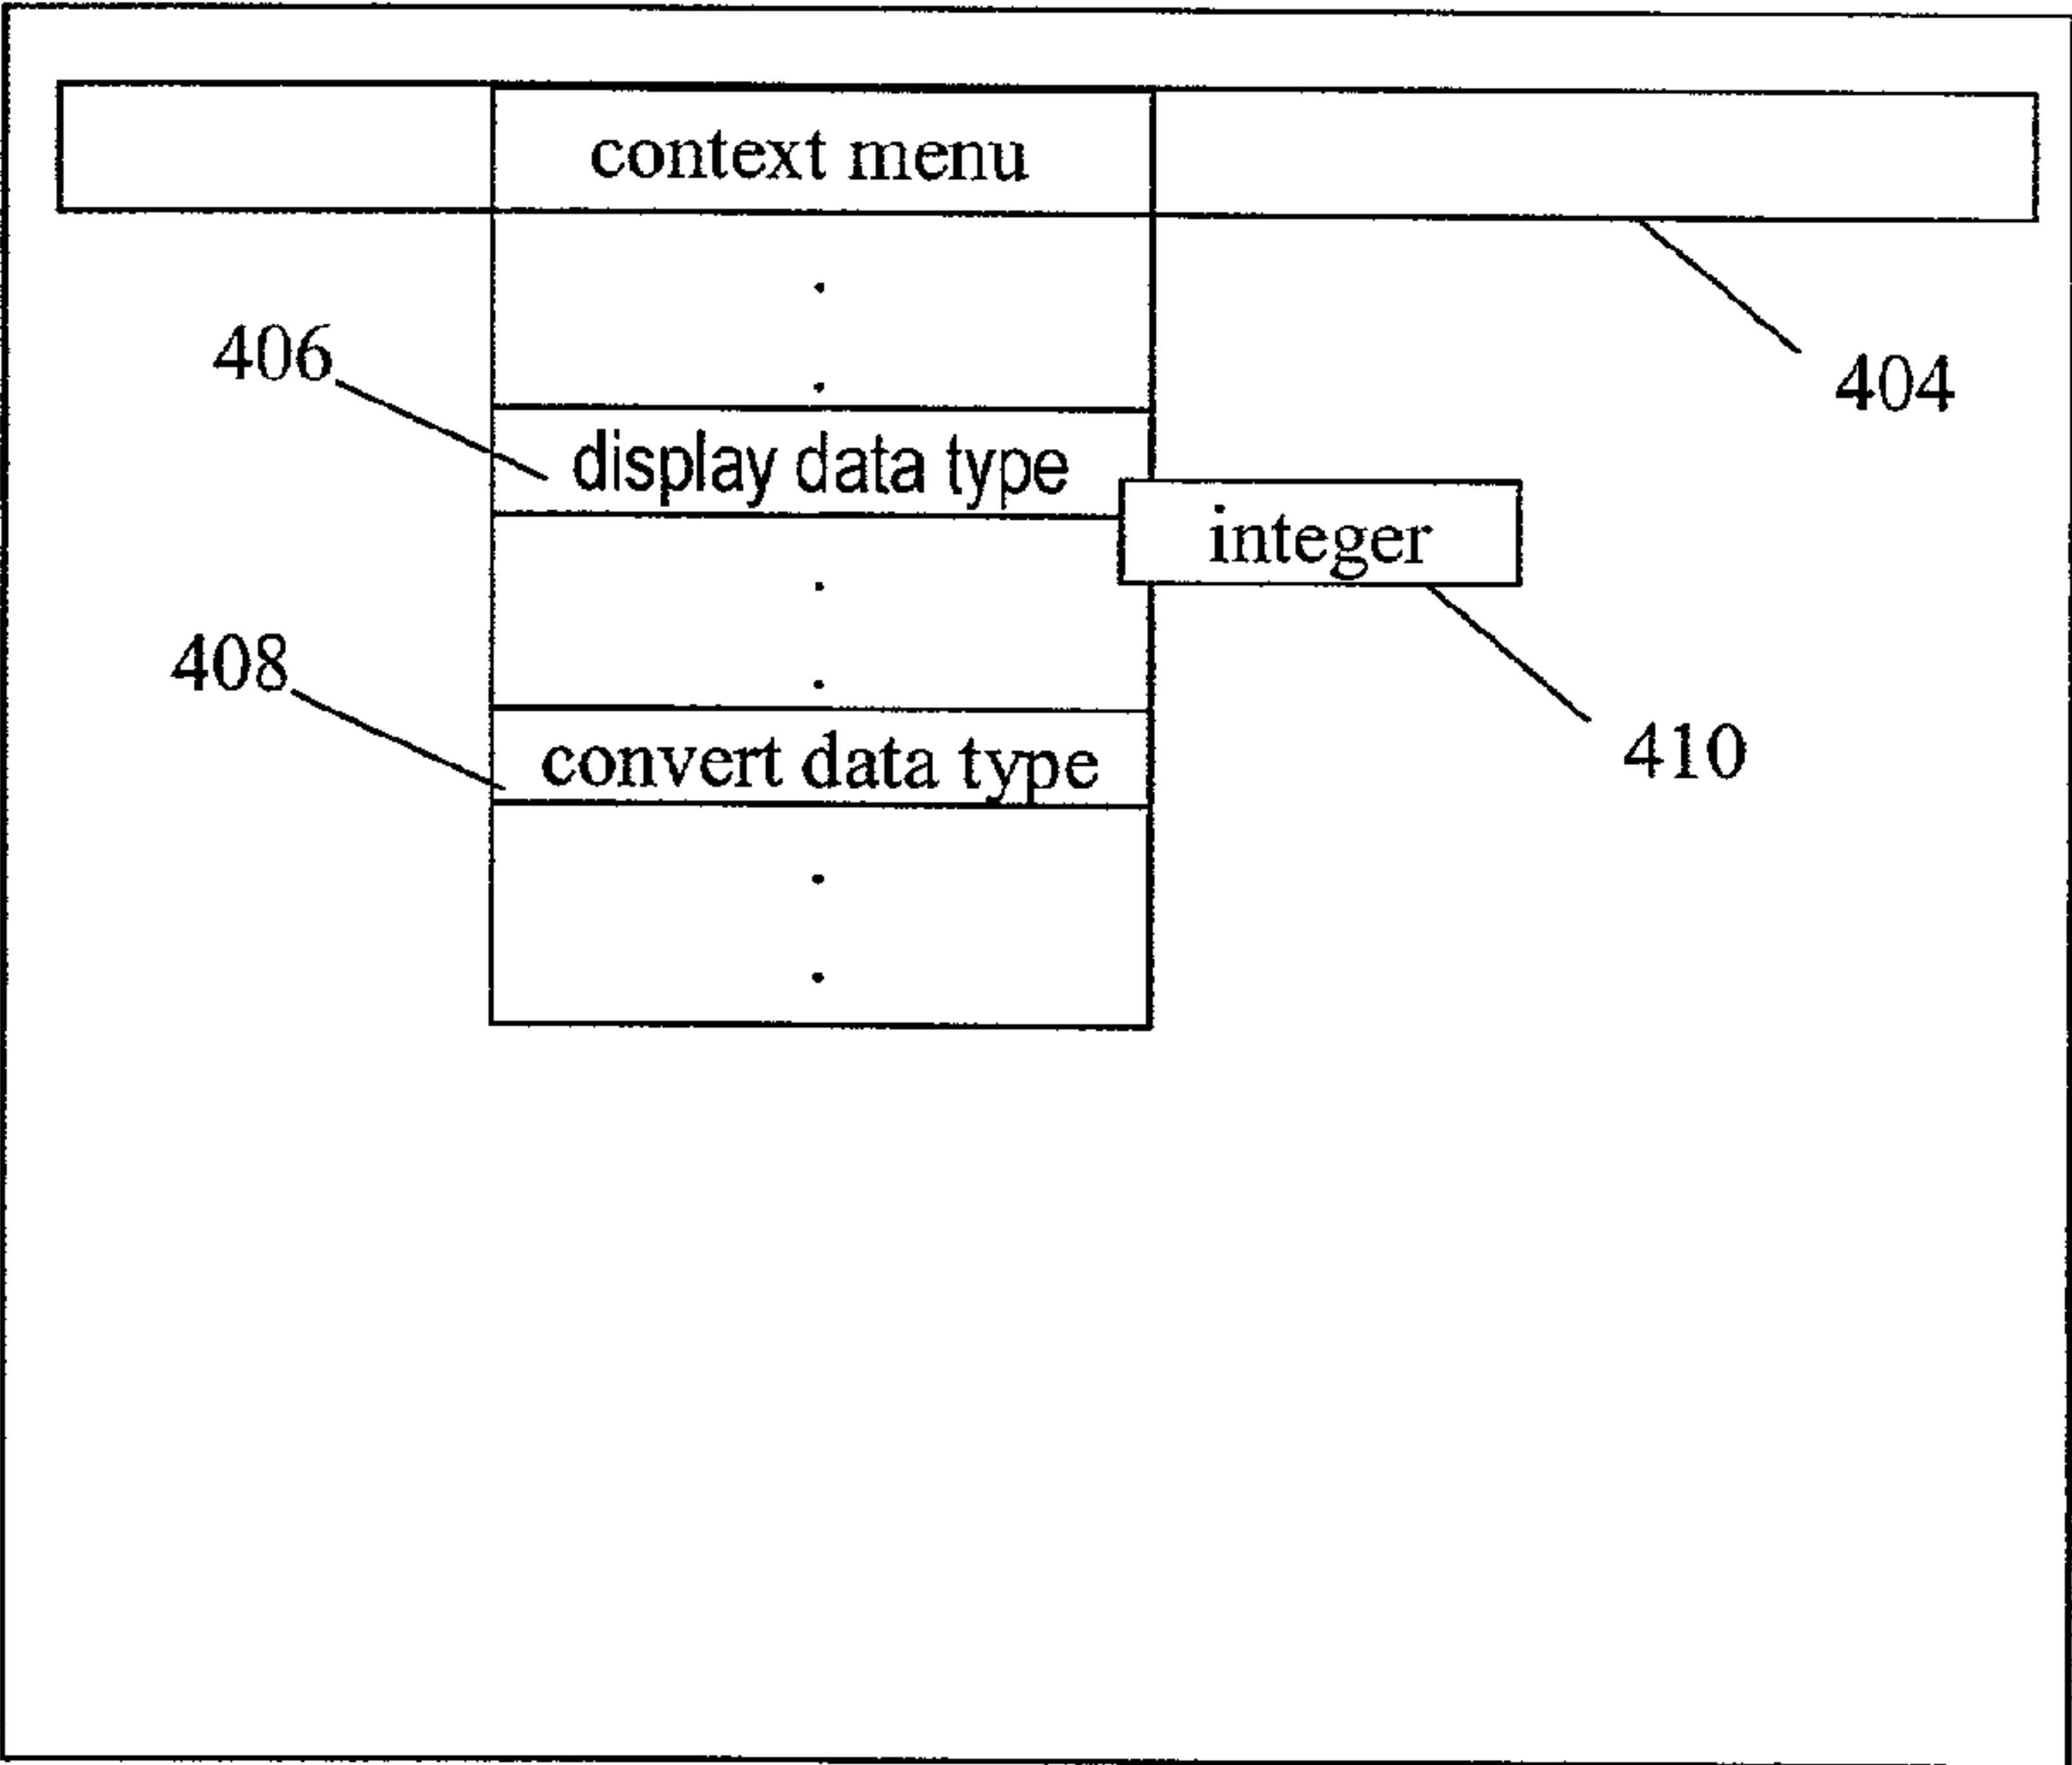 context menu
406
404
display data type
integer
408
410
convert data type